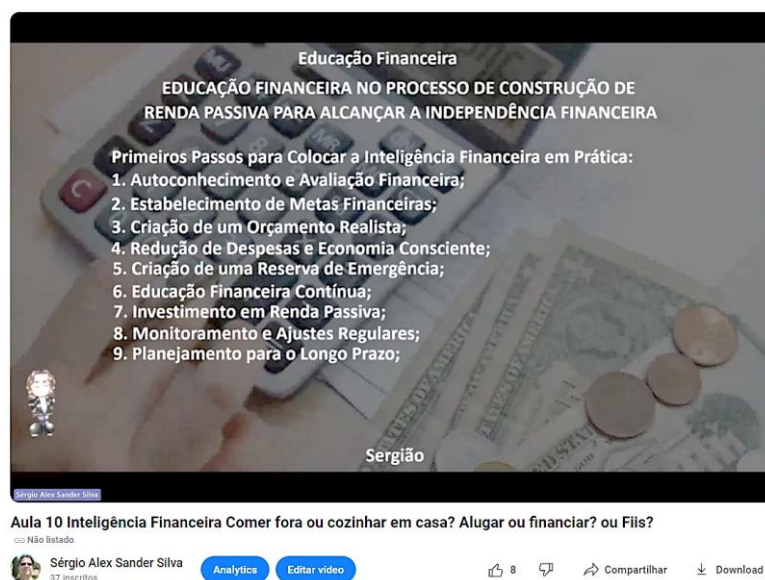 Educação Financeira
EDUCAÇÃO FINANCEIRA NO PROCESSO DE CONSTRUÇÃO DE
RENDA PASSIVA PARA ALCANÇAR A INDEPENDÊNCIA FINANCEIRA
Primeiros Passos para Colocar a Inteligência Financeira em Prática:
1. Autoconhecimento e Avaliação Financeira;
2. Estabelecimento de Metas Financeiras;
3. Criação de um Orçamento Realista;
4. Redução de Despesas e Economia Consciente;
5. Criação de uma Reserva de Emergência;
6. Educação Financeira Contínua;
7. Investimento em Renda Passiva;
8. Monitoramento e Ajustes Regulares;
9. Planejamento para o Longo Prazo;
Sergião
Sérgio Alex Sander Silva
Aula 10 Inteligência Financeira Comer fora ou cozinhar em casa? Alugar ou financiar? ou Fiis?
Não listado
Sérgio Alex Sander Silva
37 inscritos
Analytics
Editar vídeo
8
Compartilhar
Download